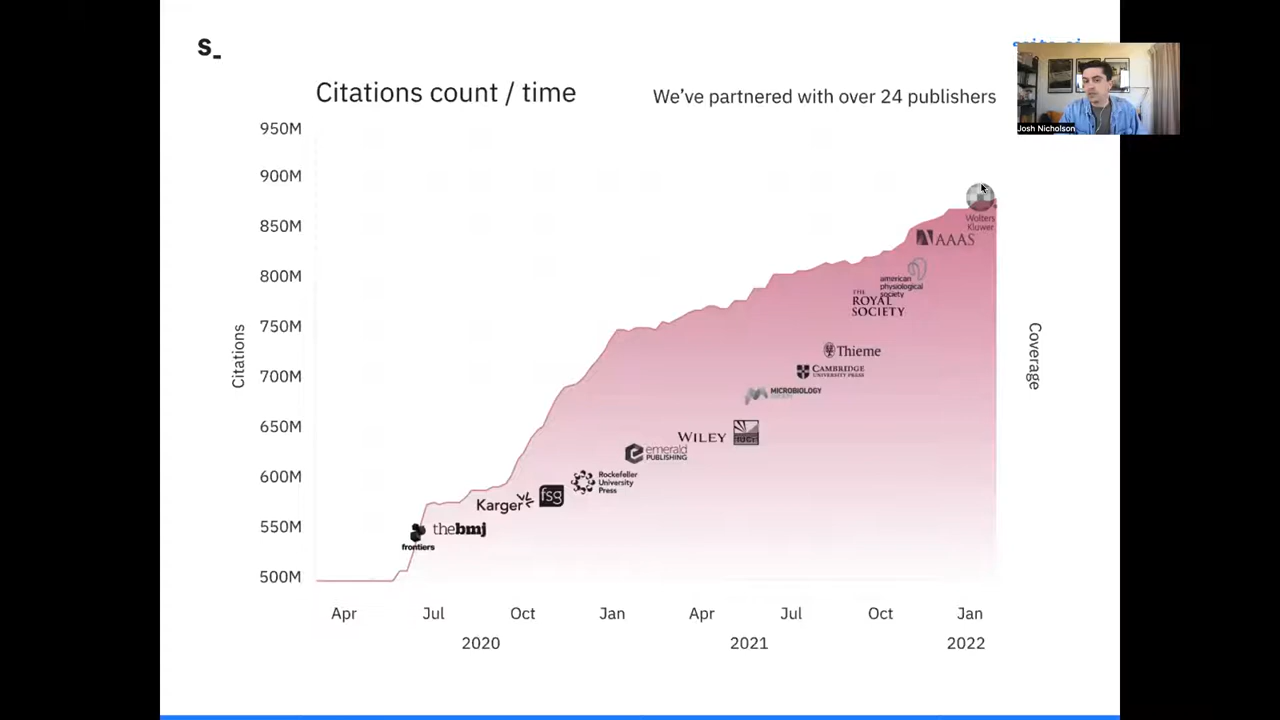 s_
Citations count / time
We've partnered with over 24 publishers
Josh Nicholson
950M
900M
850M
800M
750M
700M
650M
600M
550M
500M
Citations
Coverage
Wolters
Kluwer
AAAS
american
physiological
society
THE
ROYAL
SOCIETY
Thieme
CAMBRIDGE
UNIVERSITY PRESS
MICROBIOLOGY
WILEY
IUCr
emerald
PUBLISHING
Rockefeller
University
Press
Karger
fsg
thebmj
frontiers
Apr
Jul
Oct
Jan
Apr
Jul
Oct
Jan
2020
2021
2022